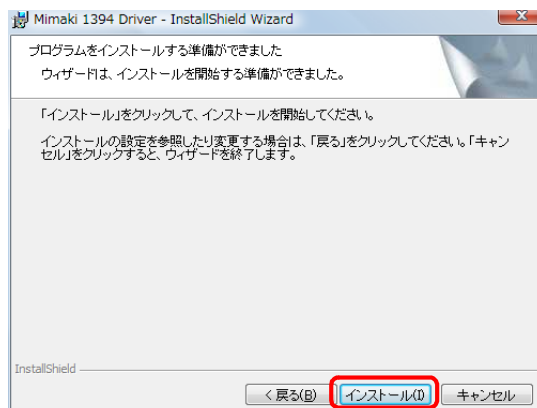 Mimaki 1394 Driver - InstallShield Wizard
プログラムをインストールする準備ができました
ウィザードは、インストールを開始する準備ができました。
「インストール」をクリックして、インストールを開始してください。
インストールの設定を参照したり変更する場合は、「戻る」をクリックしてください。「キャン
セル」をクリックすると、ウィザードを終了します。
InstallShield
< 戻る(B) インストール(I) キャンセル